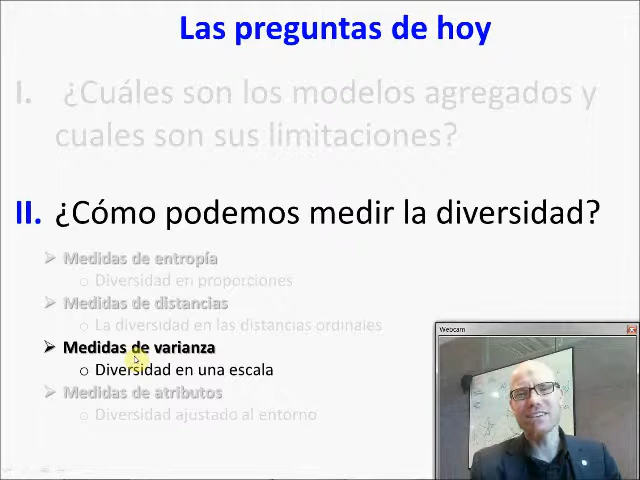 Las preguntas de hoy
I. ¿Cuáles son los modelos agregados y
cuales son sus limitaciones?
II. ¿Cómo podemos medir la diversidad?
➢ Medidas de entropía
o Diversidad en proporciones
➢ Medidas de distancias
o La diversidad en las distancias ordinales
➢ Medidas de varianza
o Diversidad en una escala
➢ Medidas de atributos
o Diversidad ajustado al entorno
Webcam